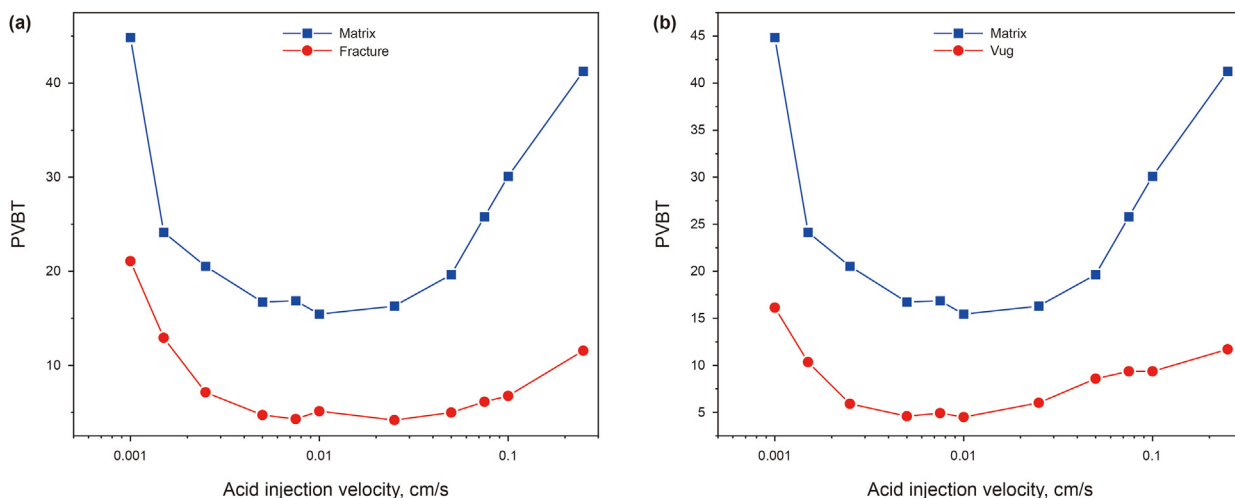 (a)
Matrix
Fracture
40
30
20
10
PVBT
0.001
0.01
0.1
Acid injection velocity, cm/s
(b)
Matrix
Vug
45
40
35
30
25
20
15
10
5
PVBT
0.001
0.01
0.1
Acid injection velocity, cm/s